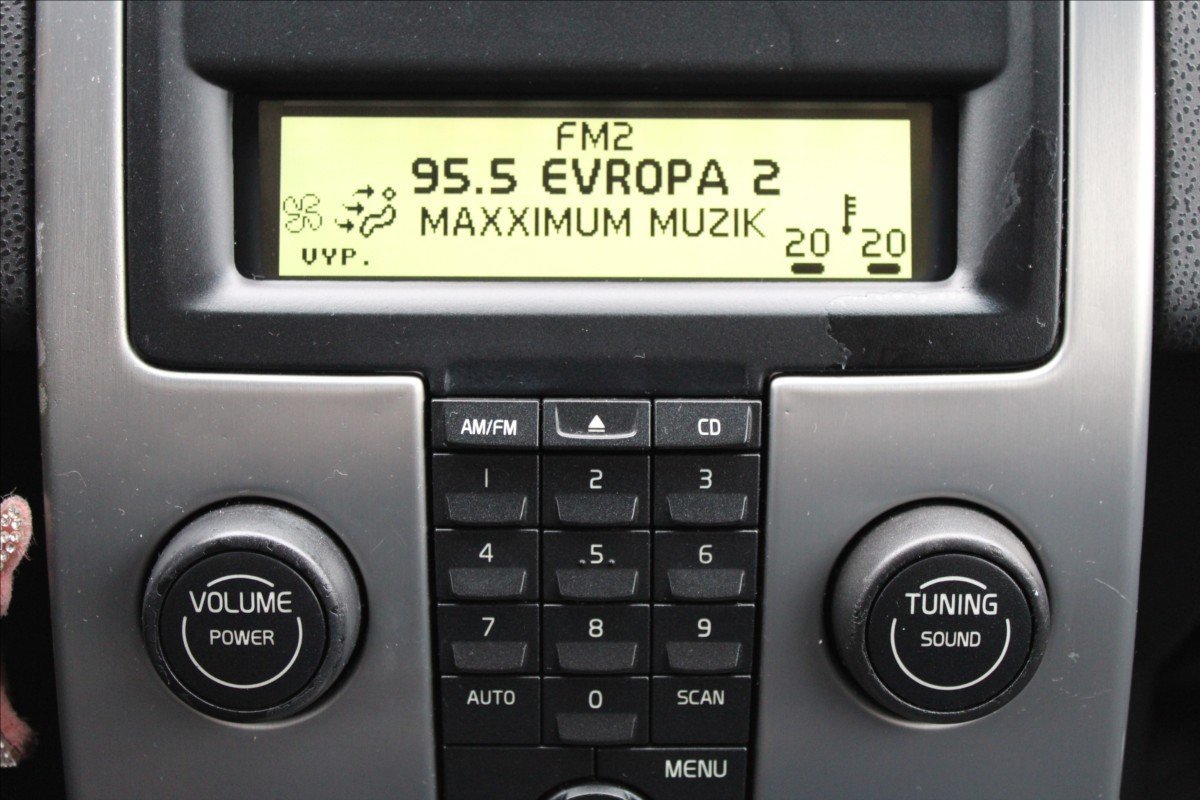 FM2
95.5 EVROPA 2
MAXXIMUM MUZIK
VYP.
20 20
AM/FM CD
1 2 3
4 5 6
7 8 9
AUTO 0 SCAN
MENU
VOLUME
POWER
TUNING
SOUND